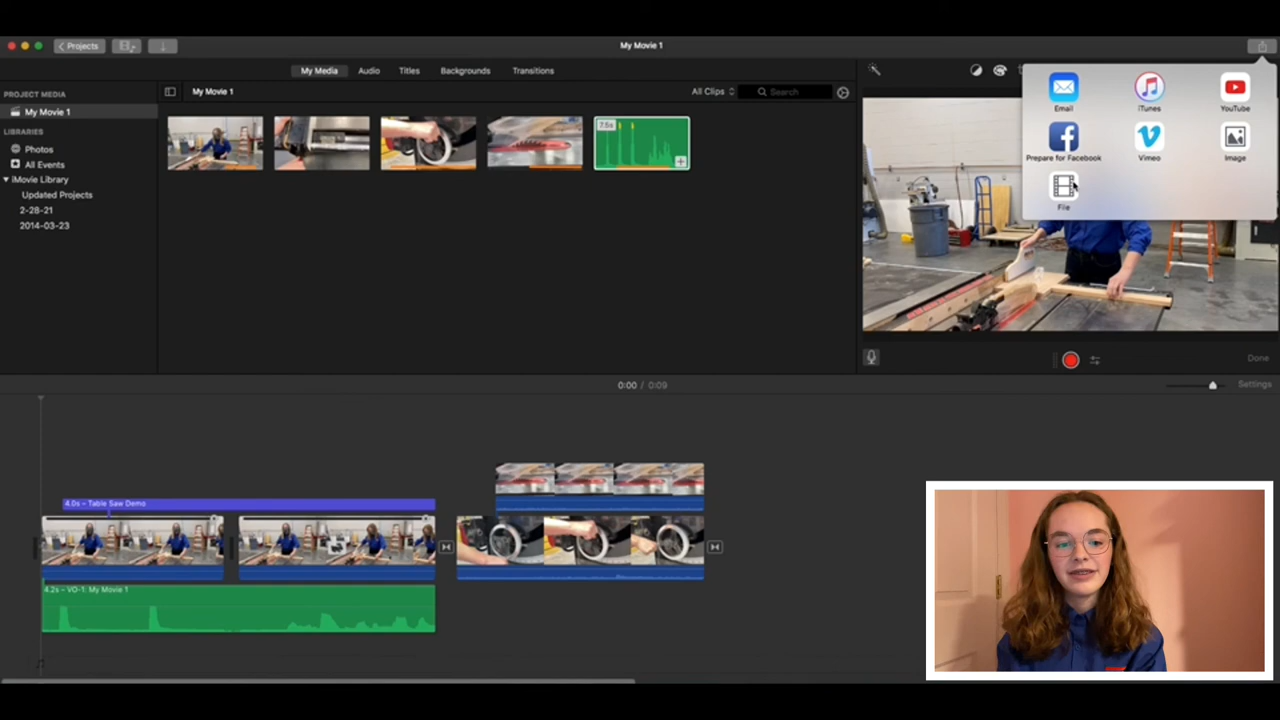 Projects
My Movie 1
My Media
Audio
Titles
Backgrounds
Transitions
PROJECT MEDIA
My Movie 1
LIBRARIES
Photos
All Events
iMovie Library
Updated Projects
2-28-21
2014-03-23
My Movie 1
All Clips
Search
7.5s
Email
iTunes
YouTube
Prepare for Facebook
Vimeo
Image
File
Done
0:00 / 0:09
Settings
4.0s – Table Saw Demo
4.2s – VO-1: My Movie 1